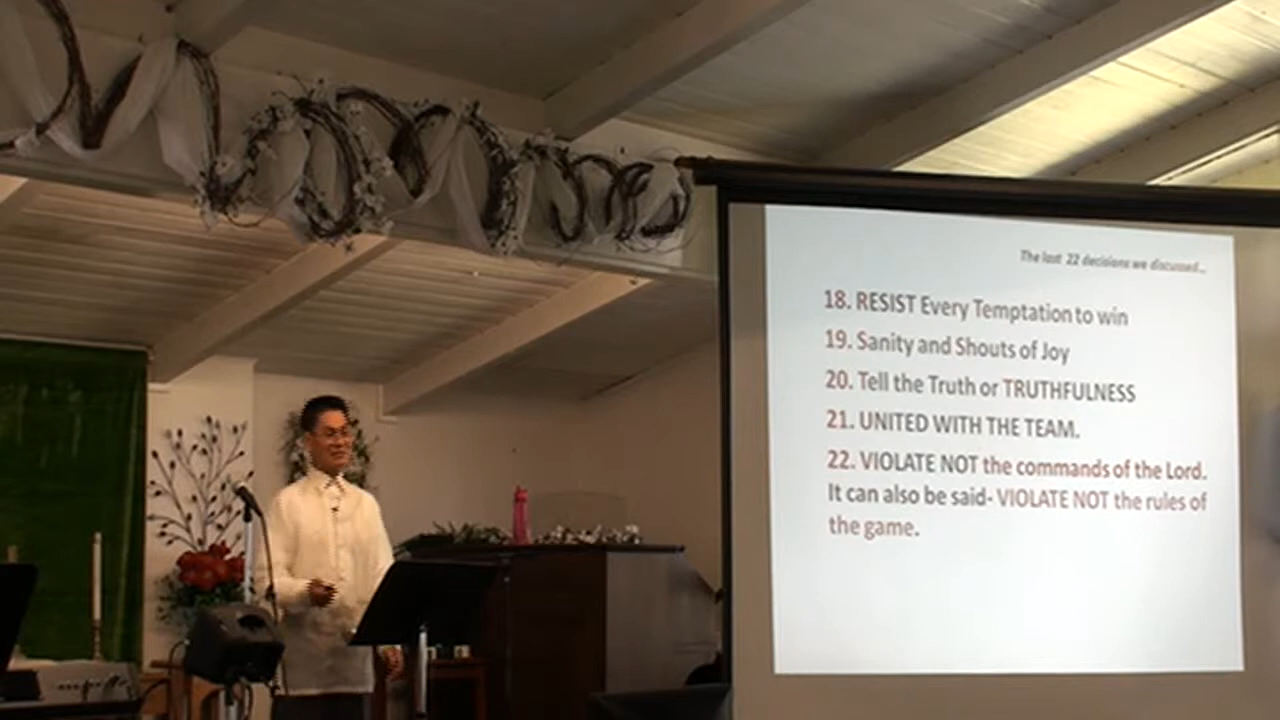 The last 22 decisions we discussed...
18. RESIST Every Temptation to win
19. Sanity and Shouts of Joy
20. Tell the Truth or TRUTHFULNESS
21. UNITED WITH THE TEAM.
22. VIOLATE NOT the commands of the Lord.
It can also be said- VIOLATE NOT the rules of
the game.